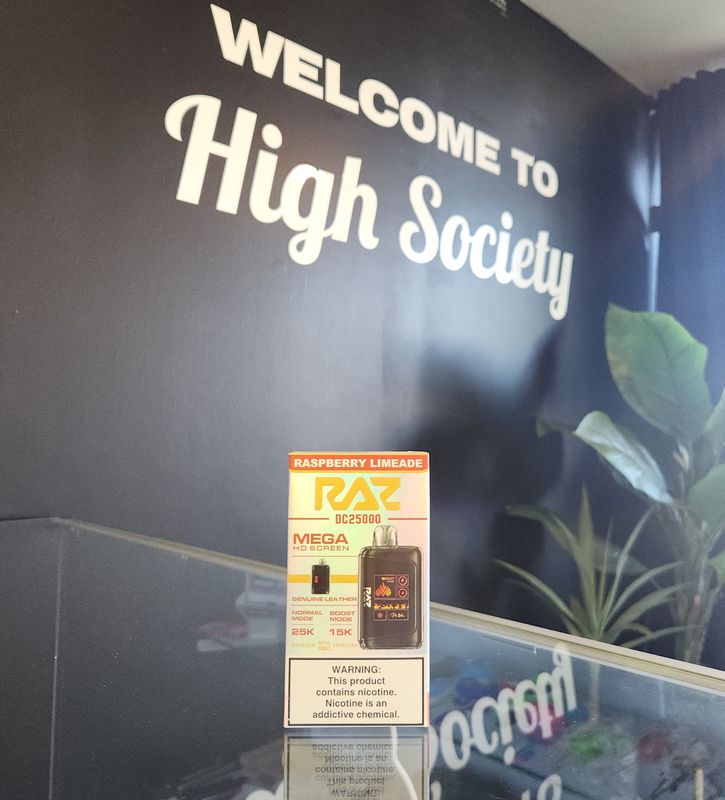 WELCOME TO
High Society
RASPBERRY LIMEADE
RAZ
DC25000
MEGA
HD SCREEN
GENUINE LEATHER
NORMAL MODE
25K
BOOST MODE
15K
RAZ
WARNING:
This product
contains nicotine.
Nicotine is an
addictive chemical.